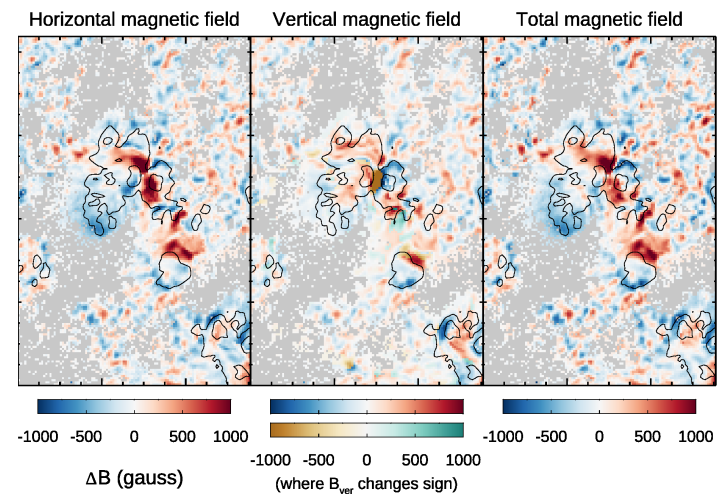 Horizontal magnetic field Vertical magnetic field Total magnetic field
-1000 -500 0 500 1000
-1000 -500 0 500 1000
-1000 -500 0 500 1000
ΔB (gauss)
(where Bver changes sign)